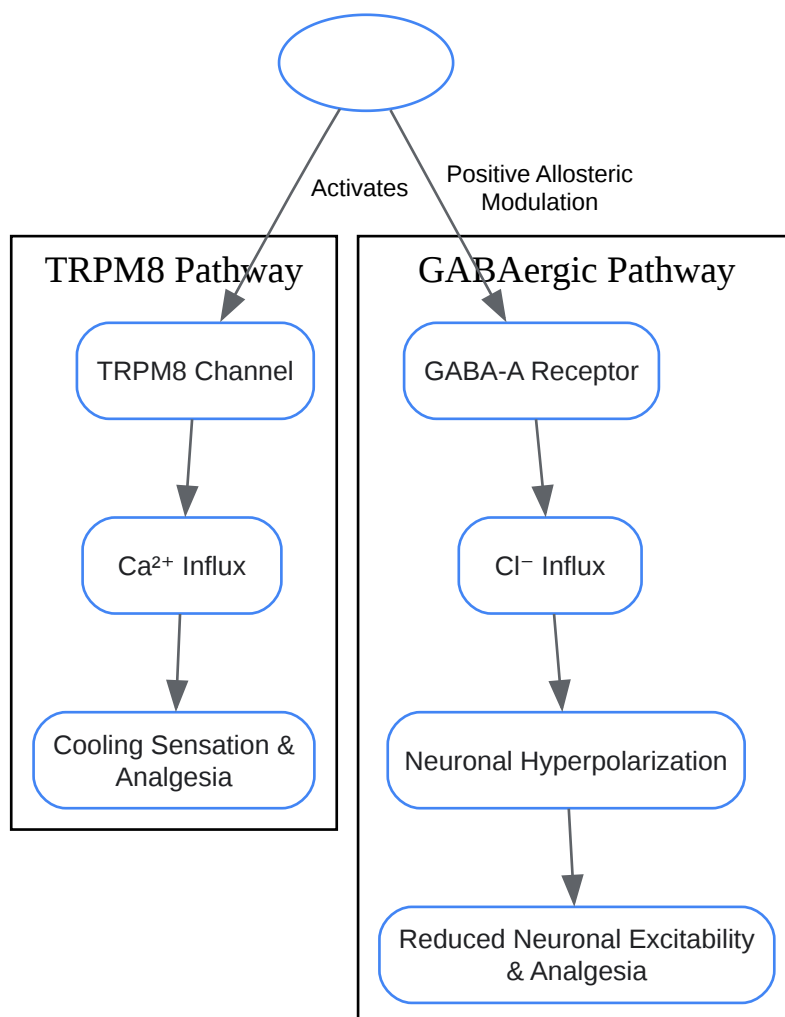 Activates
Positive Allosteric
Modulation
TRPM8 Pathway
TRPM8 Channel
Ca²⁺ Influx
Cooling Sensation &
Analgesia
GABAergic Pathway
GABA-A Receptor
Cl⁻ Influx
Neuronal Hyperpolarization
Reduced Neuronal Excitability
& Analgesia